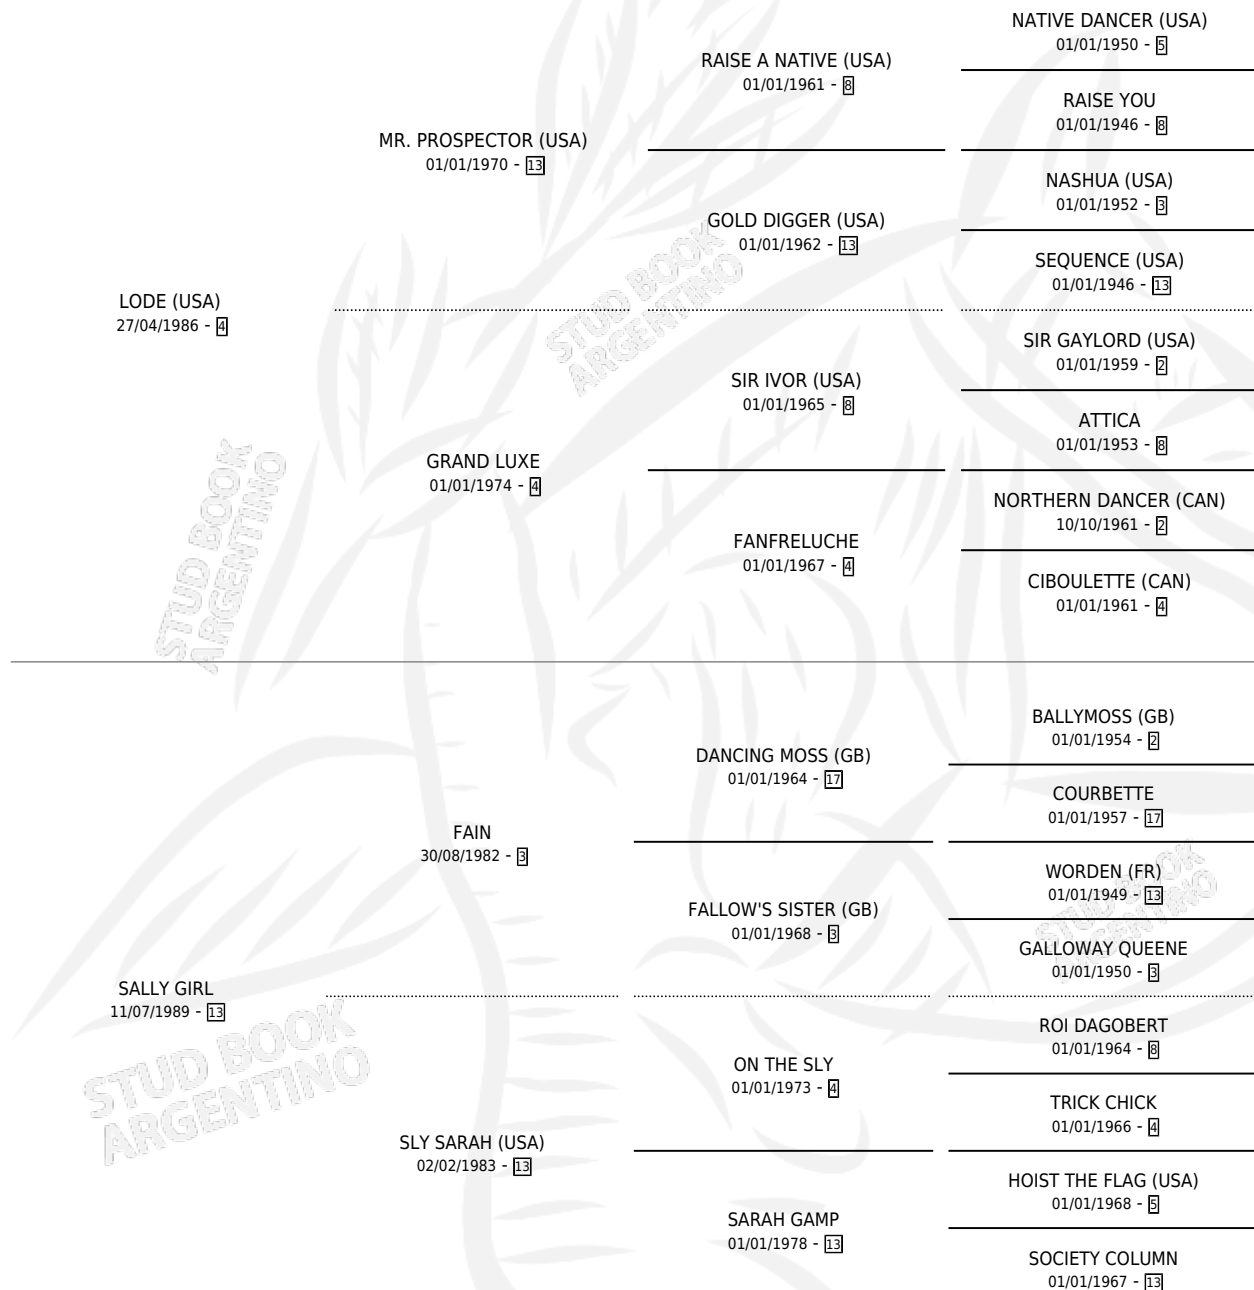 NATIVE DANCER (USA)
01/01/1950 - 5
RAISE A NATIVE (USA)
01/01/1961 - 8
RAISE YOU
01/01/1946 - 8
MR. PROSPECTOR (USA)
01/01/1970 - 13
NASHUA (USA)
01/01/1952 - 3
GOLD DIGGER (USA)
01/01/1962 - 13
SEQUENCE (USA)
01/01/1946 - 13
LODE (USA)
27/04/1986 - 4
SIR GAYLORD (USA)
01/01/1959 - 2
SIR IVOR (USA)
01/01/1965 - 8
ATTICA
01/01/1953 - 8
GRAND LUXE
01/01/1974 - 4
NORTHERN DANCER (CAN)
10/10/1961 - 2
FANFRELUCHE
01/01/1967 - 4
CIBOULETTE (CAN)
01/01/1961 - 4
BALLYMOSS (GB)
01/01/1954 - 2
DANCING MOSS (GB)
01/01/1964 - 17
COURBETTE
01/01/1957 - 17
FAIN
30/08/1982 - 3
WORDEN (FR)
01/01/1949 - 13
FALLOW'S SISTER (GB)
01/01/1968 - 3
GALLOWAY QUEENE
01/01/1950 - 3
SALLY GIRL
11/07/1989 - 13
ROI DAGOBERT
01/01/1964 - 8
ON THE SLY
01/01/1973 - 4
TRICK CHICK
01/01/1966 - 4
SLY SARAH (USA)
02/02/1983 - 13
HOIST THE FLAG (USA)
01/01/1968 - 5
SARAH GAMP
01/01/1978 - 13
SOCIETY COLUMN
01/01/1967 - 13
STUD BOOK
ARGENTINO
STUD BOOK
ARGENTINO
STUD BOOK
ARGENTINO
STUD BOOK
ARGENTINO